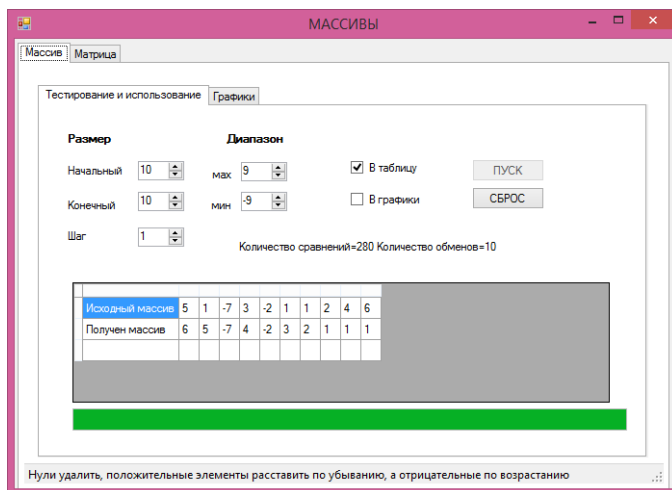 МАССИВЫ
Массив Матрица
Тестирование и использование Графики
Размер Диапазон
Начальный 10 мах 9 В таблицу ПУСК
Конечный 10 мин -9 В графики СБРОС
Шаг 1
Количество сравнений=280 Количество обменов=10
Исходный массив 5 1 -7 3 -2 1 1 2 4 6
Получен массив 6 5 -7 4 -2 3 2 1 1 1
Нули удалить, положительные элементы расставить по убыванию, а отрицательные по возрастанию